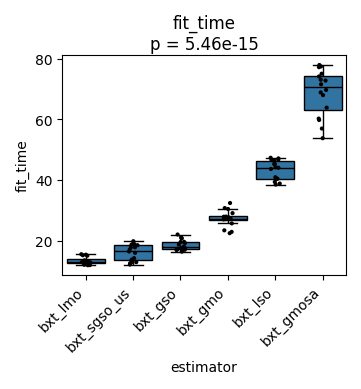 fit_time
p = 5.46e-15
80
60
40
20
fit_time
bxt_lmo
bxt_sgso_us
bxt_gso
bxt_gmo
bxt_lso
bxt_gmosa
estimator